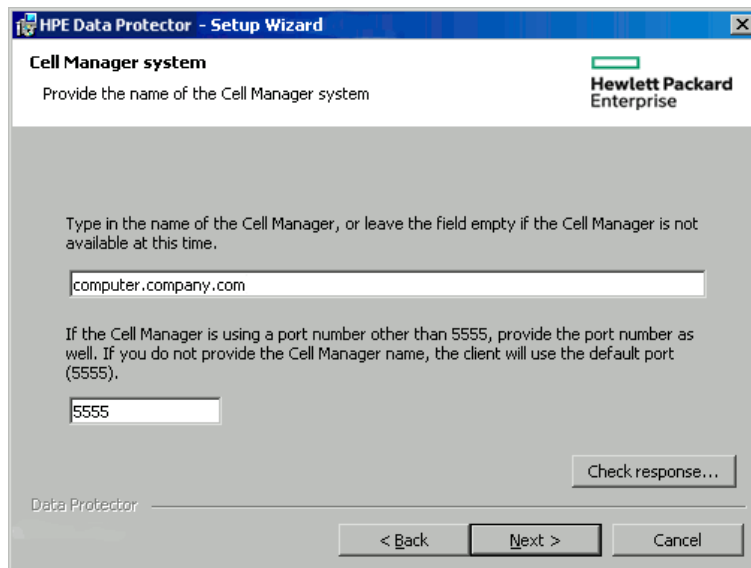 HPE Data Protector - Setup Wizard
Cell Manager system
Provide the name of the Cell Manager system
Hewlett Packard
Enterprise
Type in the name of the Cell Manager, or leave the field empty if the Cell Manager is not
available at this time.
computer.company.com
If the Cell Manager is using a port number other than 5555, provide the port number as
well. If you do not provide the Cell Manager name, the client will use the default port
(5555).
5555
Check response...
Data Protector
< Back
Next >
Cancel